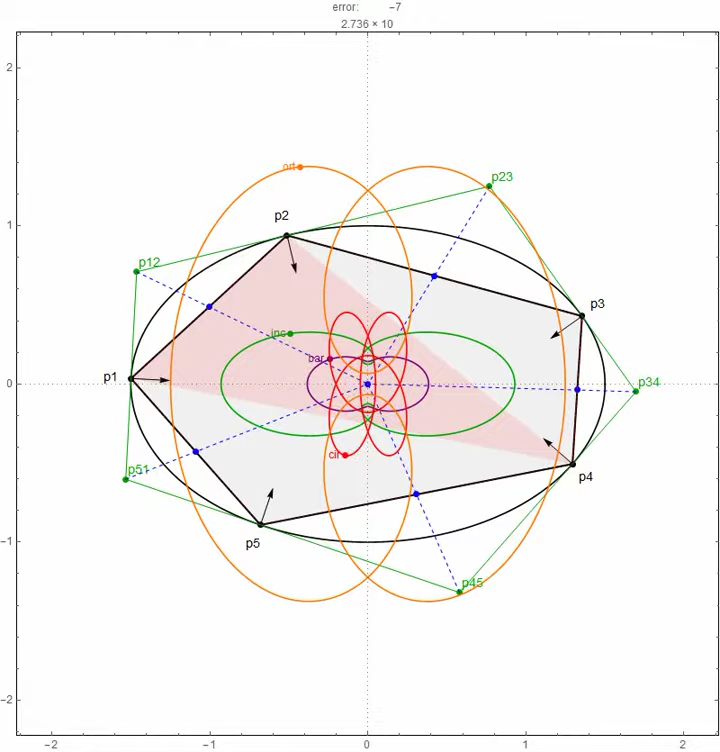 error: −7
2.736 × 10
2
1
0
−1
−2
ort
p23
p2
p12
p3
inc
bar
p1
p34
cir
p4
p51
p5
p45
−2 −1 0 1 2